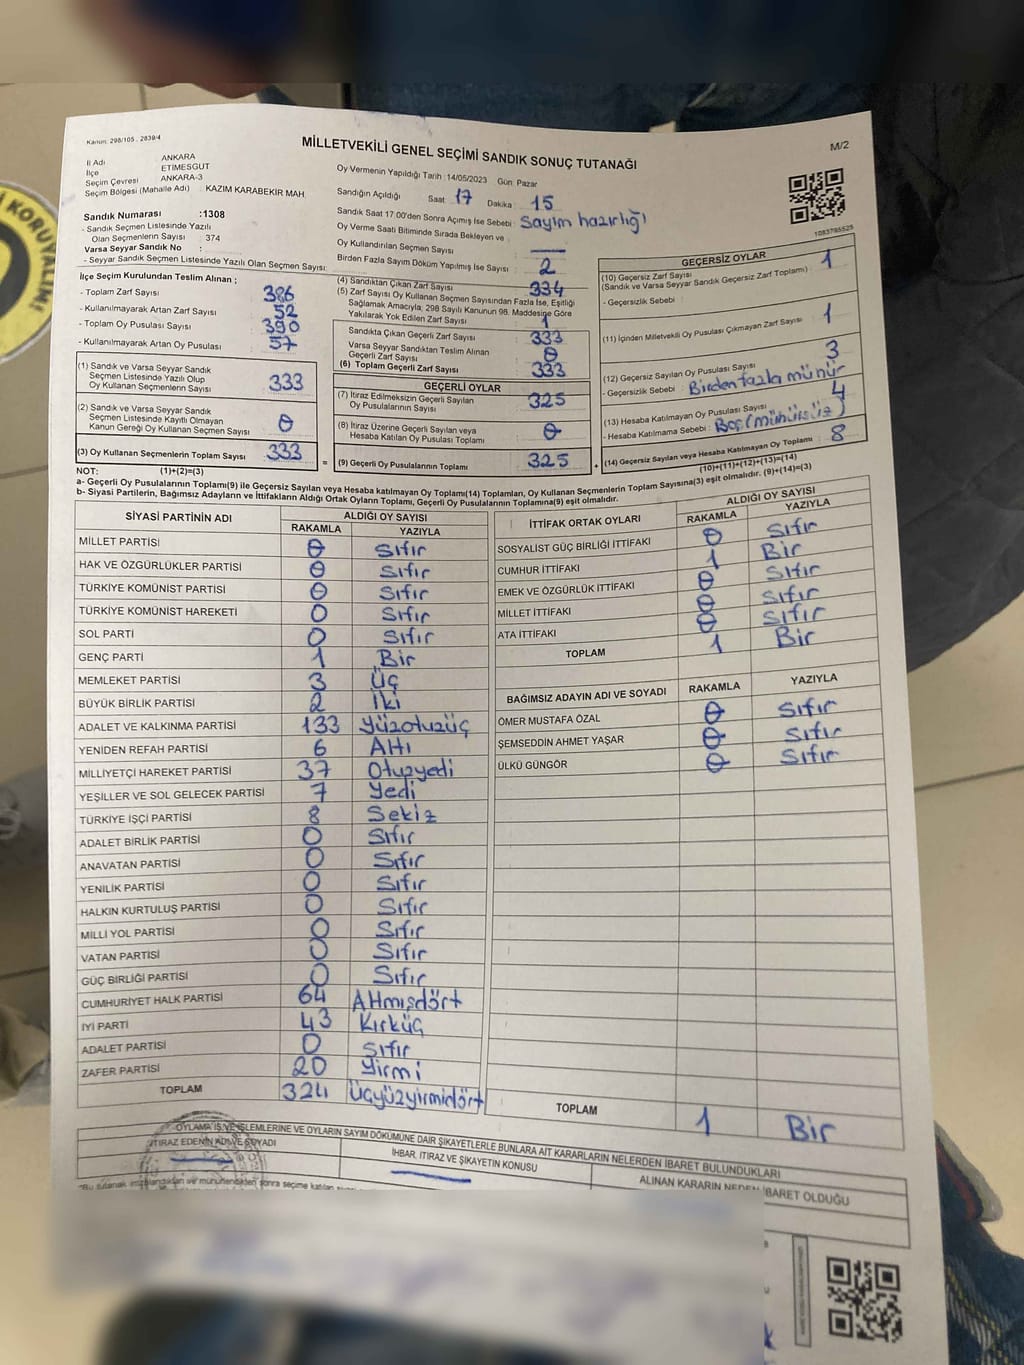 KORUYALIM!
Kanun: 298/105 , 2839/4
MİLLETVEKİLİ GENEL SEÇİMİ SANDIK SONUÇ TUTANAĞI
M/2
İl Adı ANKARA
İlçe ETİMESGUT
Seçim Çevresi ANKARA-3
Seçim Bölgesi (Mahalle Adı) KAZIM KARABEKİR MAH.
Sandık Numarası :1308
- Sandık Seçmen Listesinde Yazılı
Olan Seçmenlerin Sayısı : 374
Varsa Seyyar Sandık No :
- Seyyar Sandık Seçmen Listesinde Yazılı Olan Seçmen Sayısı:
Oy Vermenin Yapıldığı Tarih :14/05/2023 Gün: Pazar
Sandığın Açıldığı Saat 17 Dakika : 15
Sandık Saat 17.00'den Sonra Açılmış İse Sebebi : Sayım hazırlığı
Oy Verme Saati Bitiminde Sırada Bekleyen ve
Oy Kullandırılan Seçmen Sayısı —
Birden Fazla Sayım Döküm Yapılmış İse Sayısı : 2
1083795525
İlçe Seçim Kurulundan Teslim Alınan ;
- Toplam Zarf Sayısı : 386
- Kullanılmayarak Artan Zarf Sayısı : 52
- Toplam Oy Pusulası Sayısı : 390
- Kullanılmayarak Artan Oy Pusulası : 57
(1) Sandık ve Varsa Seyyar Sandık
Seçmen Listesinde Yazılı Olup
Oy Kullanan Seçmenlerin Sayısı : 333
(2) Sandık ve Varsa Seyyar Sandık
Seçmen Listesinde Kayıtlı Olmayan
Kanun Gereği Oy Kullanan Seçmen Sayısı : 0
(3) Oy Kullanan Seçmenlerin Toplam Sayısı : 333
(4) Sandıktan Çıkan Zarf Sayısı : 334
(5) Zarf Sayısı Oy Kullanan Seçmen Sayısından Fazla İse, Eşitliği
Sağlamak Amacıyla; 298 Sayılı Kanunun 98. Maddesine Göre
Yakılarak Yok Edilen Zarf Sayısı : 1
Sandıkta Çıkan Geçerli Zarf Sayısı : 333
Varsa Seyyar Sandıktan Teslim Alınan
Geçerli Zarf Sayısı : 0
(6) Toplam Geçerli Zarf Sayısı : 333
GEÇERLİ OYLAR
(7) İtiraz Edilmeksizin Geçerli Sayılan
Oy Pusulalarının Sayısı : 325
(8) İtiraz Üzerine Geçerli Sayılan veya
Hesaba Katılan Oy Pusulası Toplamı : 0
= (9) Geçerli Oy Pusulalarının Toplamı : 325 +
GEÇERSİZ OYLAR
(10) Geçersiz Zarf Sayısı
(Sandık ve Varsa Seyyar Sandık Geçersiz Zarf Toplamı) : 1
- Geçersizlik Sebebi :
(11) İçinden Milletvekili Oy Pusulası Çıkmayan Zarf Sayısı : 1
(12) Geçersiz Sayılan Oy Pusulası Sayısı : 3
- Geçersizlik Sebebi : Birden fazla mühür
(13) Hesaba Katılmayan Oy Pusulası Sayısı : 4
- Hesaba Katılmama Sebebi : Boş (mühürsüz)
(14) Geçersiz Sayılan veya Hesaba Katılmayan Oy Toplamı : 8
NOT: (1)+(2)=(3)
(10)+(11)+(12)+(13)=(14)
a- Geçerli Oy Pusulaları Toplamı(9) ile Geçersiz Sayılan veya Hesaba katılmayan Oy Toplamı(14) Toplamları, Oy Kullanan Seçmenlerin Toplam Sayısına(3) eşit olmalıdır. (9)+(14)=(3)
b- Siyasi Partilerin, Bağımsız Adayların ve İttifakların Aldığı Ortak Oyların Toplamı, Geçerli Oy Pusulalarının Toplamına(9) eşit olmalıdır.
SİYASİ PARTİNİN ADI ALDIĞI OY SAYISI
RAKAMLA YAZIYLA
MİLLET PARTİSİ 0 Sıfır
HAK VE ÖZGÜRLÜKLER PARTİSİ 0 Sıfır
TÜRKİYE KOMÜNİST PARTİSİ 0 Sıfır
TÜRKİYE KOMÜNİST HAREKETİ 0 Sıfır
SOL PARTİ 0 Sıfır
GENÇ PARTİ 1 Bir
MEMLEKET PARTİSİ 3 Üç
BÜYÜK BİRLİK PARTİSİ 2 İki
ADALET VE KALKINMA PARTİSİ 133 Yüzotuzüç
YENİDEN REFAH PARTİSİ 6 Altı
MİLLİYETÇİ HAREKET PARTİSİ 37 Otuzyedi
YEŞİLLER VE SOL GELECEK PARTİSİ 7 Yedi
TÜRKİYE İŞÇİ PARTİSİ 8 Sekiz
ADALET BİRLİK PARTİSİ 0 Sıfır
ANAVATAN PARTİSİ 0 Sıfır
YENİLİK PARTİSİ 0 Sıfır
HALKIN KURTULUŞ PARTİSİ 0 Sıfır
MİLLİ YOL PARTİSİ 0 Sıfır
VATAN PARTİSİ 0 Sıfır
GÜÇ BİRLİĞİ PARTİSİ 0 Sıfır
CUMHURİYET HALK PARTİSİ 64 Altmışdört
İYİ PARTİ 43 Kırküç
ADALET PARTİSİ 0 Sıfır
ZAFER PARTİSİ 20 Yirmi
TOPLAM 324 Üçyüzyirmidört
İTTİFAK ORTAK OYLARI ALDIĞI OY SAYISI
RAKAMLA YAZIYLA
SOSYALİST GÜÇ BİRLİĞİ İTTİFAKI 0 Sıfır
CUMHUR İTTİFAKI 1 Bir
EMEK VE ÖZGÜRLÜK İTTİFAKI 0 Sıfır
MİLLET İTTİFAKI 0 Sıfır
ATA İTTİFAKI 0 Sıfır
TOPLAM 1 Bir
BAĞIMSIZ ADAYIN ADI VE SOYADI RAKAMLA YAZIYLA
ÖMER MUSTAFA ÖZAL 0 Sıfır
ŞEMSEDDİN AHMET YAŞAR 0 Sıfır
ÜLKÜ GÜNGÖR 0 Sıfır
TOPLAM 1 Bir
OYLAMA İŞ VE İŞLEMLERİNE VE OYLARIN SAYIM DÖKÜMÜNE DAİR ŞİKAYETLERLE BUNLARA AİT KARARLARIN NELERDEN İBARET BULUNDUKLARI
İTİRAZ EDENİN ADI VE SOYADI İHBAR, İTİRAZ VE ŞİKAYETİN KONUSU ALINAN KARARIN NEDEN İBARET OLDUĞU
*Bu tutanak imzalandıktan ve mühürlendikten sonra seçime katılan